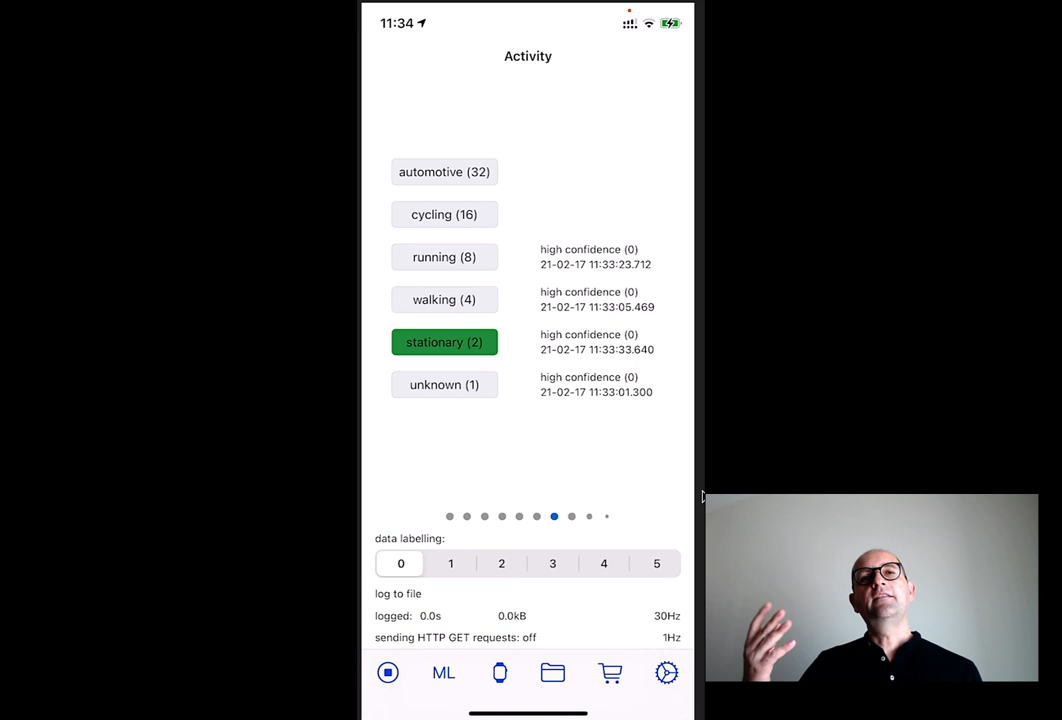 11:34
Activity
automotive (32)
cycling (16)
running (8)
high confidence (0)
21-02-17 11:33:23.712
walking (4)
high confidence (0)
21-02-17 11:33:05.469
stationary (2)
high confidence (0)
21-02-17 11:33:33.640
unknown (1)
high confidence (0)
21-02-17 11:33:01.300
data labelling:
0 1 2 3 4 5
log to file
logged: 0.0s 0.0kB 30Hz
sending HTTP GET requests: off 1Hz
ML